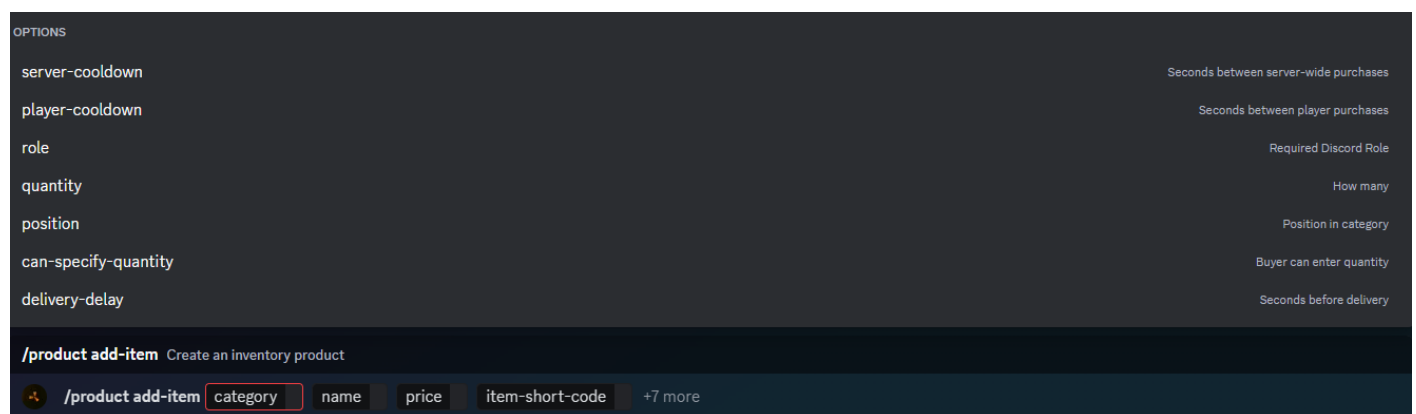 OPTIONS
server-cooldown Seconds between server-wide purchases
player-cooldown Seconds between player purchases
role Required Discord Role
quantity How many
position Position in category
can-specify-quantity Buyer can enter quantity
delivery-delay Seconds before delivery
/product add-item Create an inventory product
/product add-item category name price item-short-code +7 more